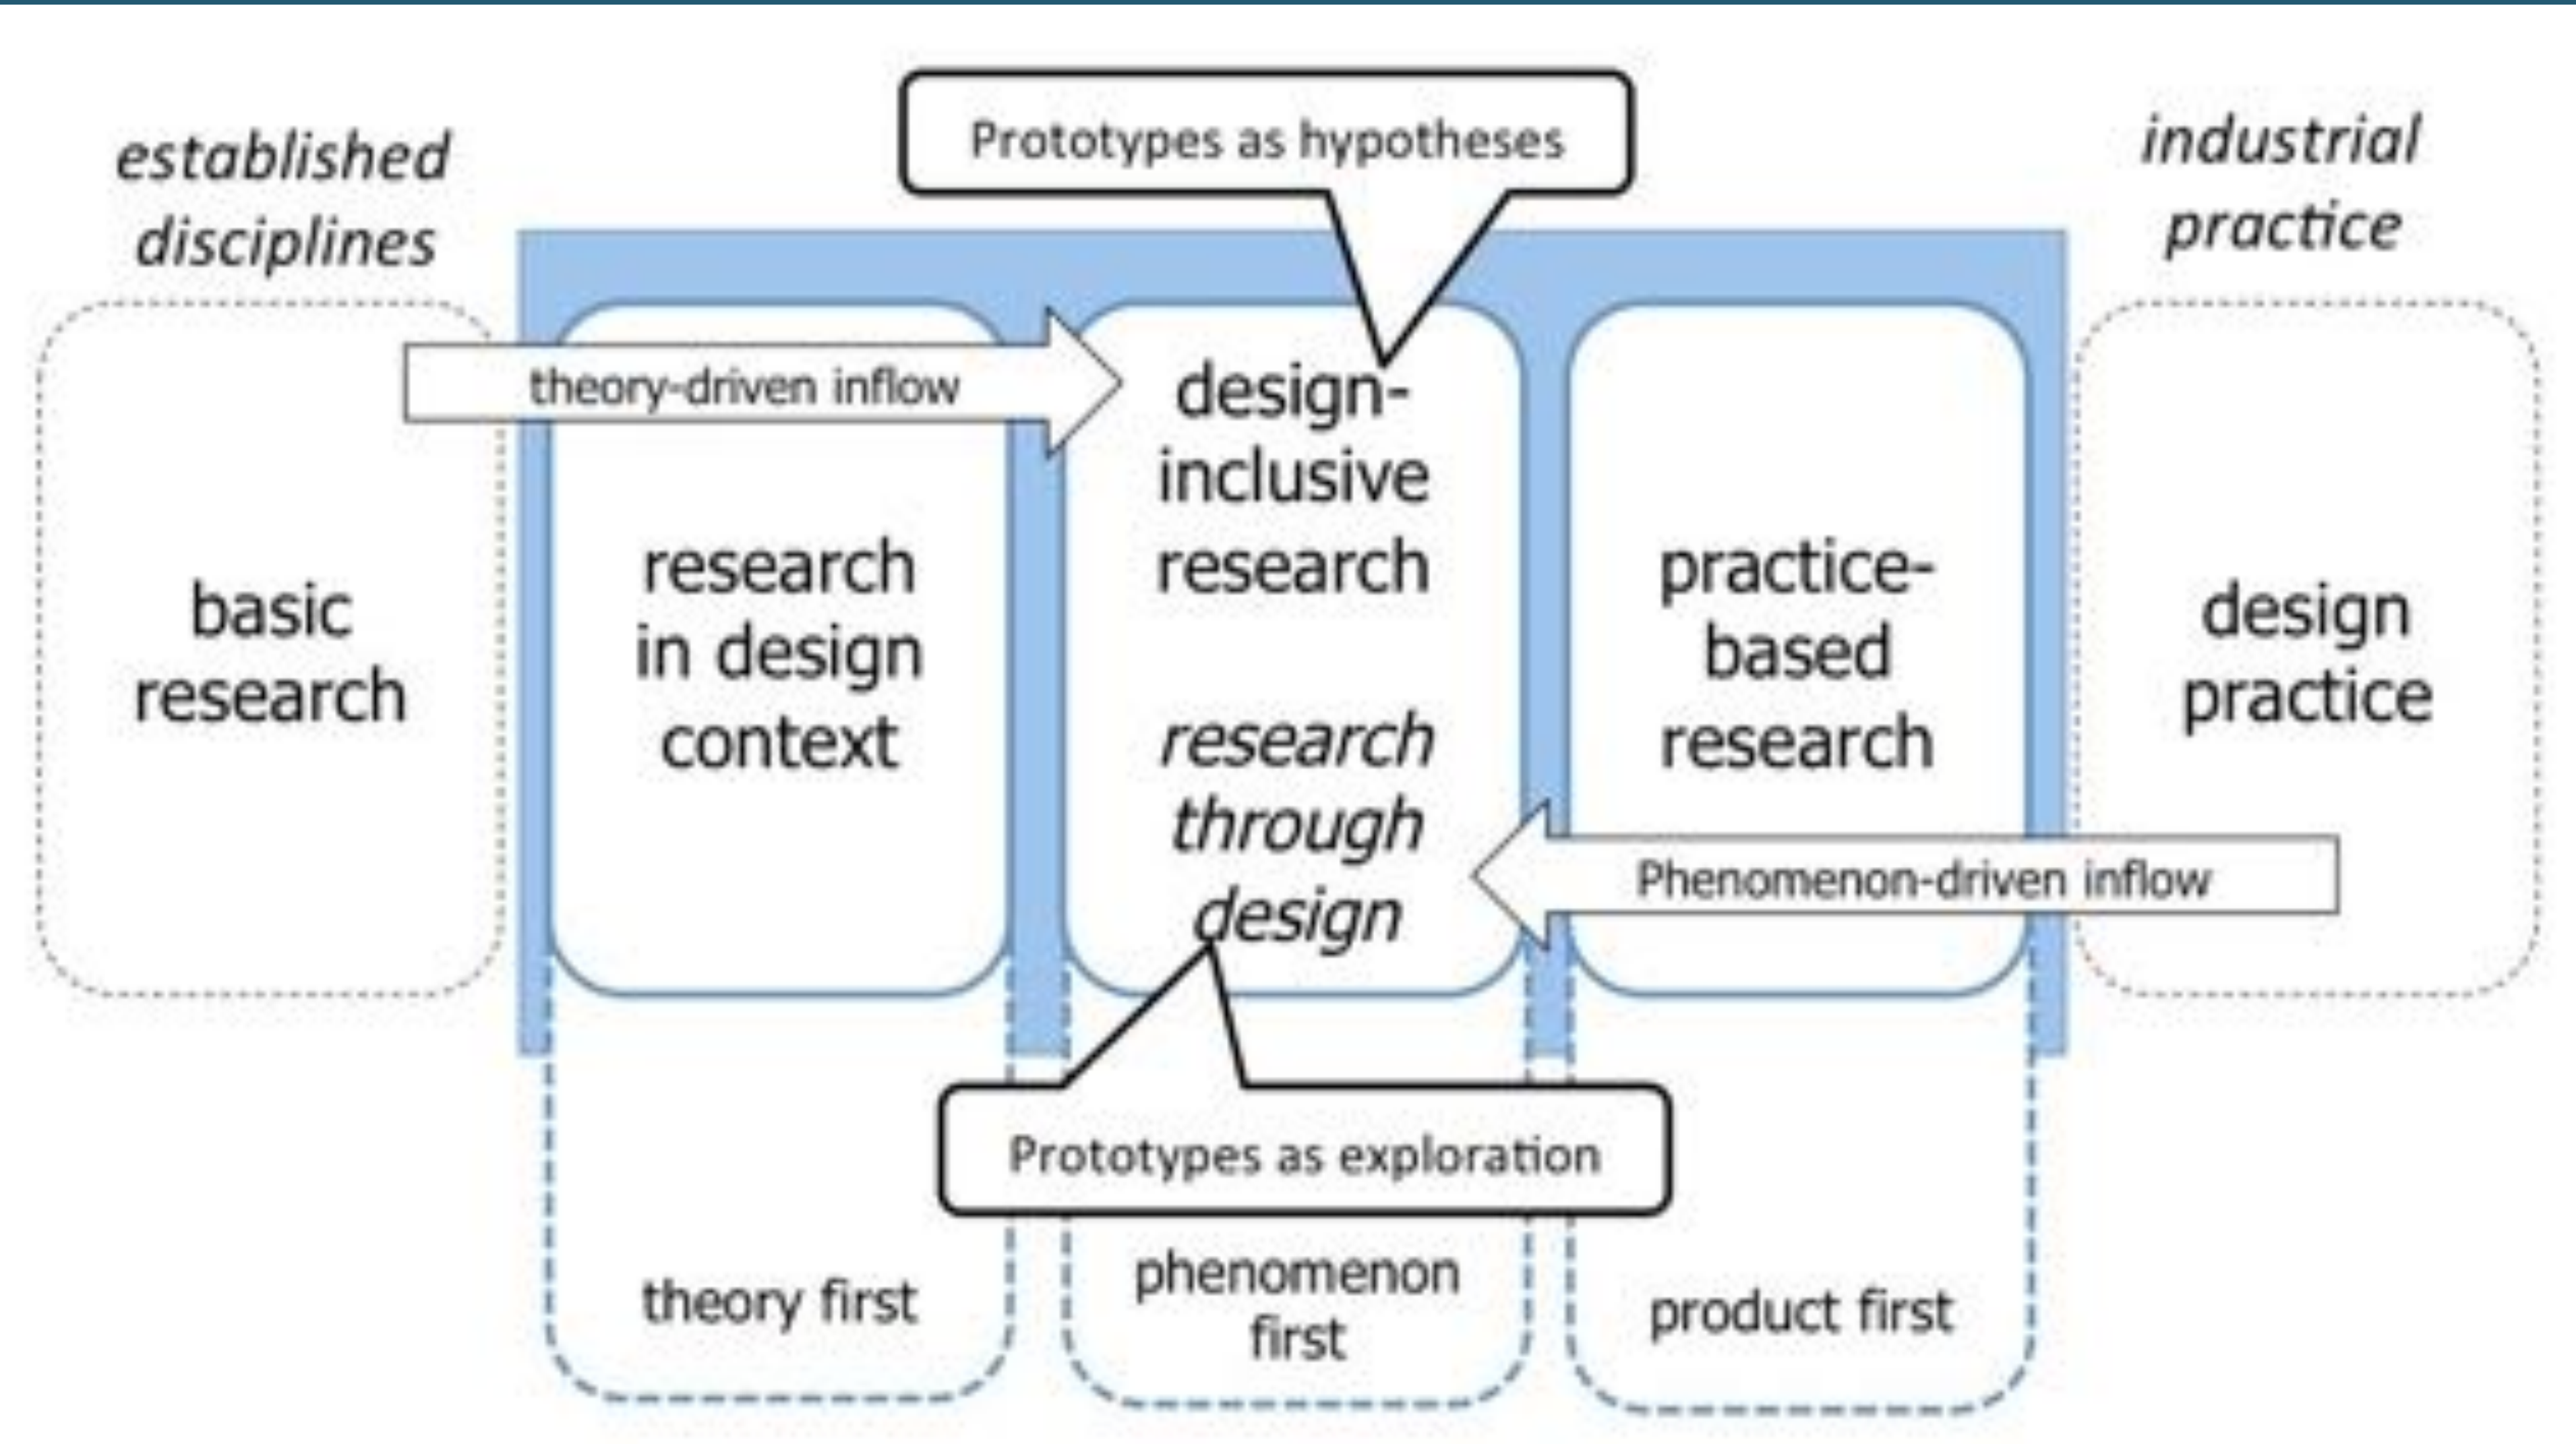 Prototypes as hypotheses
established
disciplines
industrial
practice
theory-driven inflow
basic
research
research
in design
context
design-
inclusive
research
research
through
design
practice-
based
research
design
practice
Phenomenon-driven inflow
Prototypes as exploration
theory first
phenomenon
first
product first